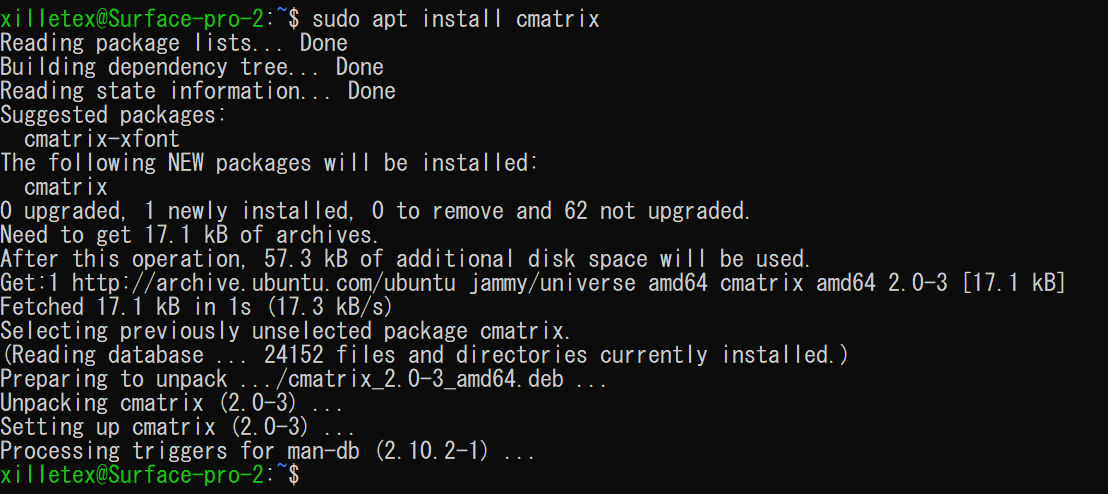 xilletex@Surface-pro-2:~$ sudo apt install cmatrix
Reading package lists... Done
Building dependency tree... Done
Reading state information... Done
Suggested packages:
  cmatrix-xfont
The following NEW packages will be installed:
  cmatrix
0 upgraded, 1 newly installed, 0 to remove and 62 not upgraded.
Need to get 17.1 kB of archives.
After this operation, 57.3 kB of additional disk space will be used.
Get:1 http://archive.ubuntu.com/ubuntu jammy/universe amd64 cmatrix amd64 2.0-3 [17.1 kB]
Fetched 17.1 kB in 1s (17.3 kB/s)
Selecting previously unselected package cmatrix.
(Reading database ... 24152 files and directories currently installed.)
Preparing to unpack .../cmatrix_2.0-3_amd64.deb ...
Unpacking cmatrix (2.0-3) ...
Setting up cmatrix (2.0-3) ...
Processing triggers for man-db (2.10.2-1) ...
xilletex@Surface-pro-2:~$